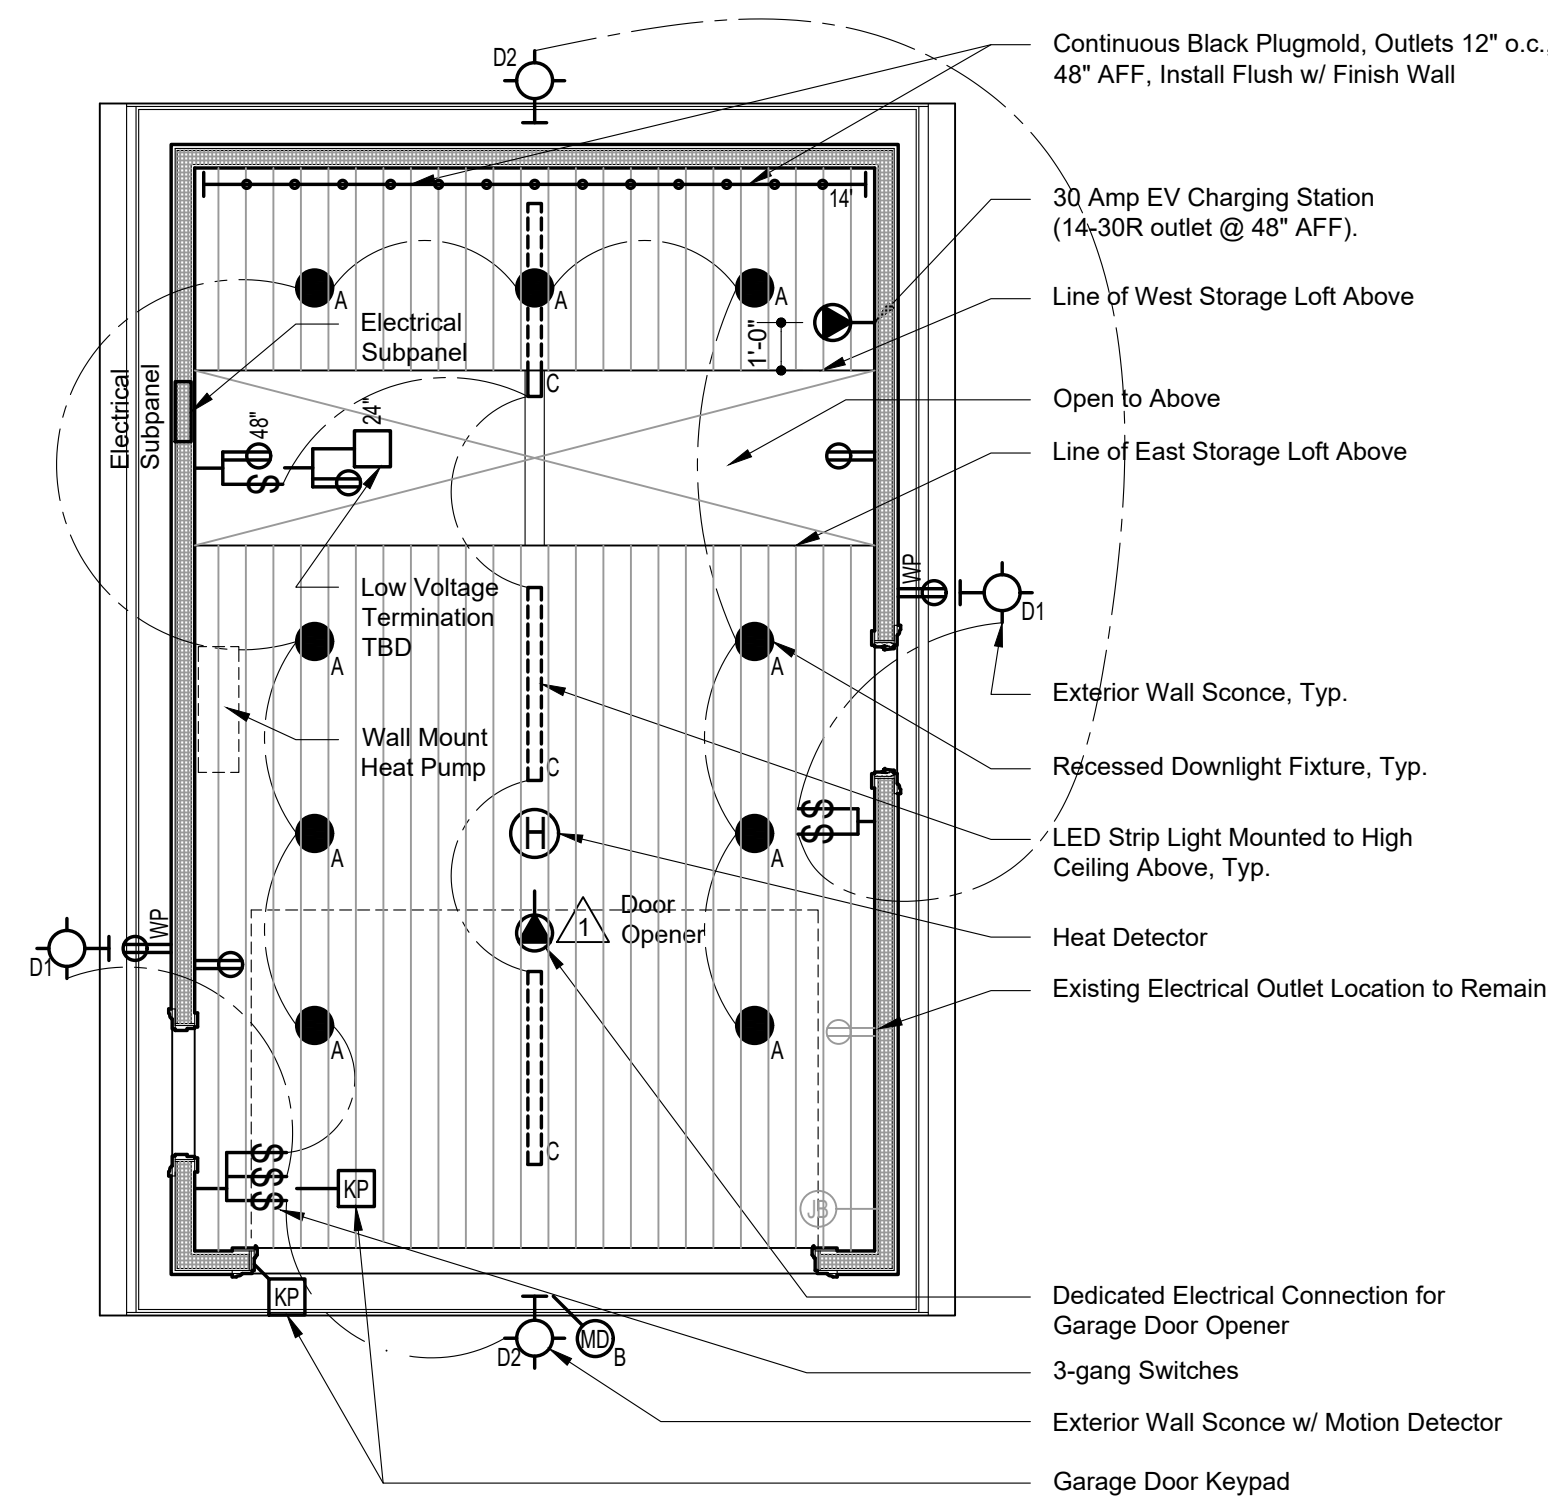 D2
Continuous Black Plugmold, Outlets 12" o.c.,
48" AFF, Install Flush w/ Finish Wall
14'
30 Amp EV Charging Station
(14-30R outlet @ 48" AFF).
A
A
A
Line of West Storage Loft Above
Electrical
Subpanel
1'-0"
Electrical
Subpanel
C
Open to Above
48"
24"
S
Line of East Storage Loft Above
WP
Low Voltage
Termination
TBD
D1
A
A
Exterior Wall Sconce, Typ.
Wall Mount
Heat Pump
C
Recessed Downlight Fixture, Typ.
S
S
H
A
A
LED Strip Light Mounted to High
Ceiling Above, Typ.
Door
Opener
1
WP
D1
Heat Detector
Existing Electrical Outlet Location to Remain
A
A
C
S
S
S
KP
JB
KP
Dedicated Electrical Connection for
Garage Door Opener
D2
MD
B
3-gang Switches
Exterior Wall Sconce w/ Motion Detector
Garage Door Keypad